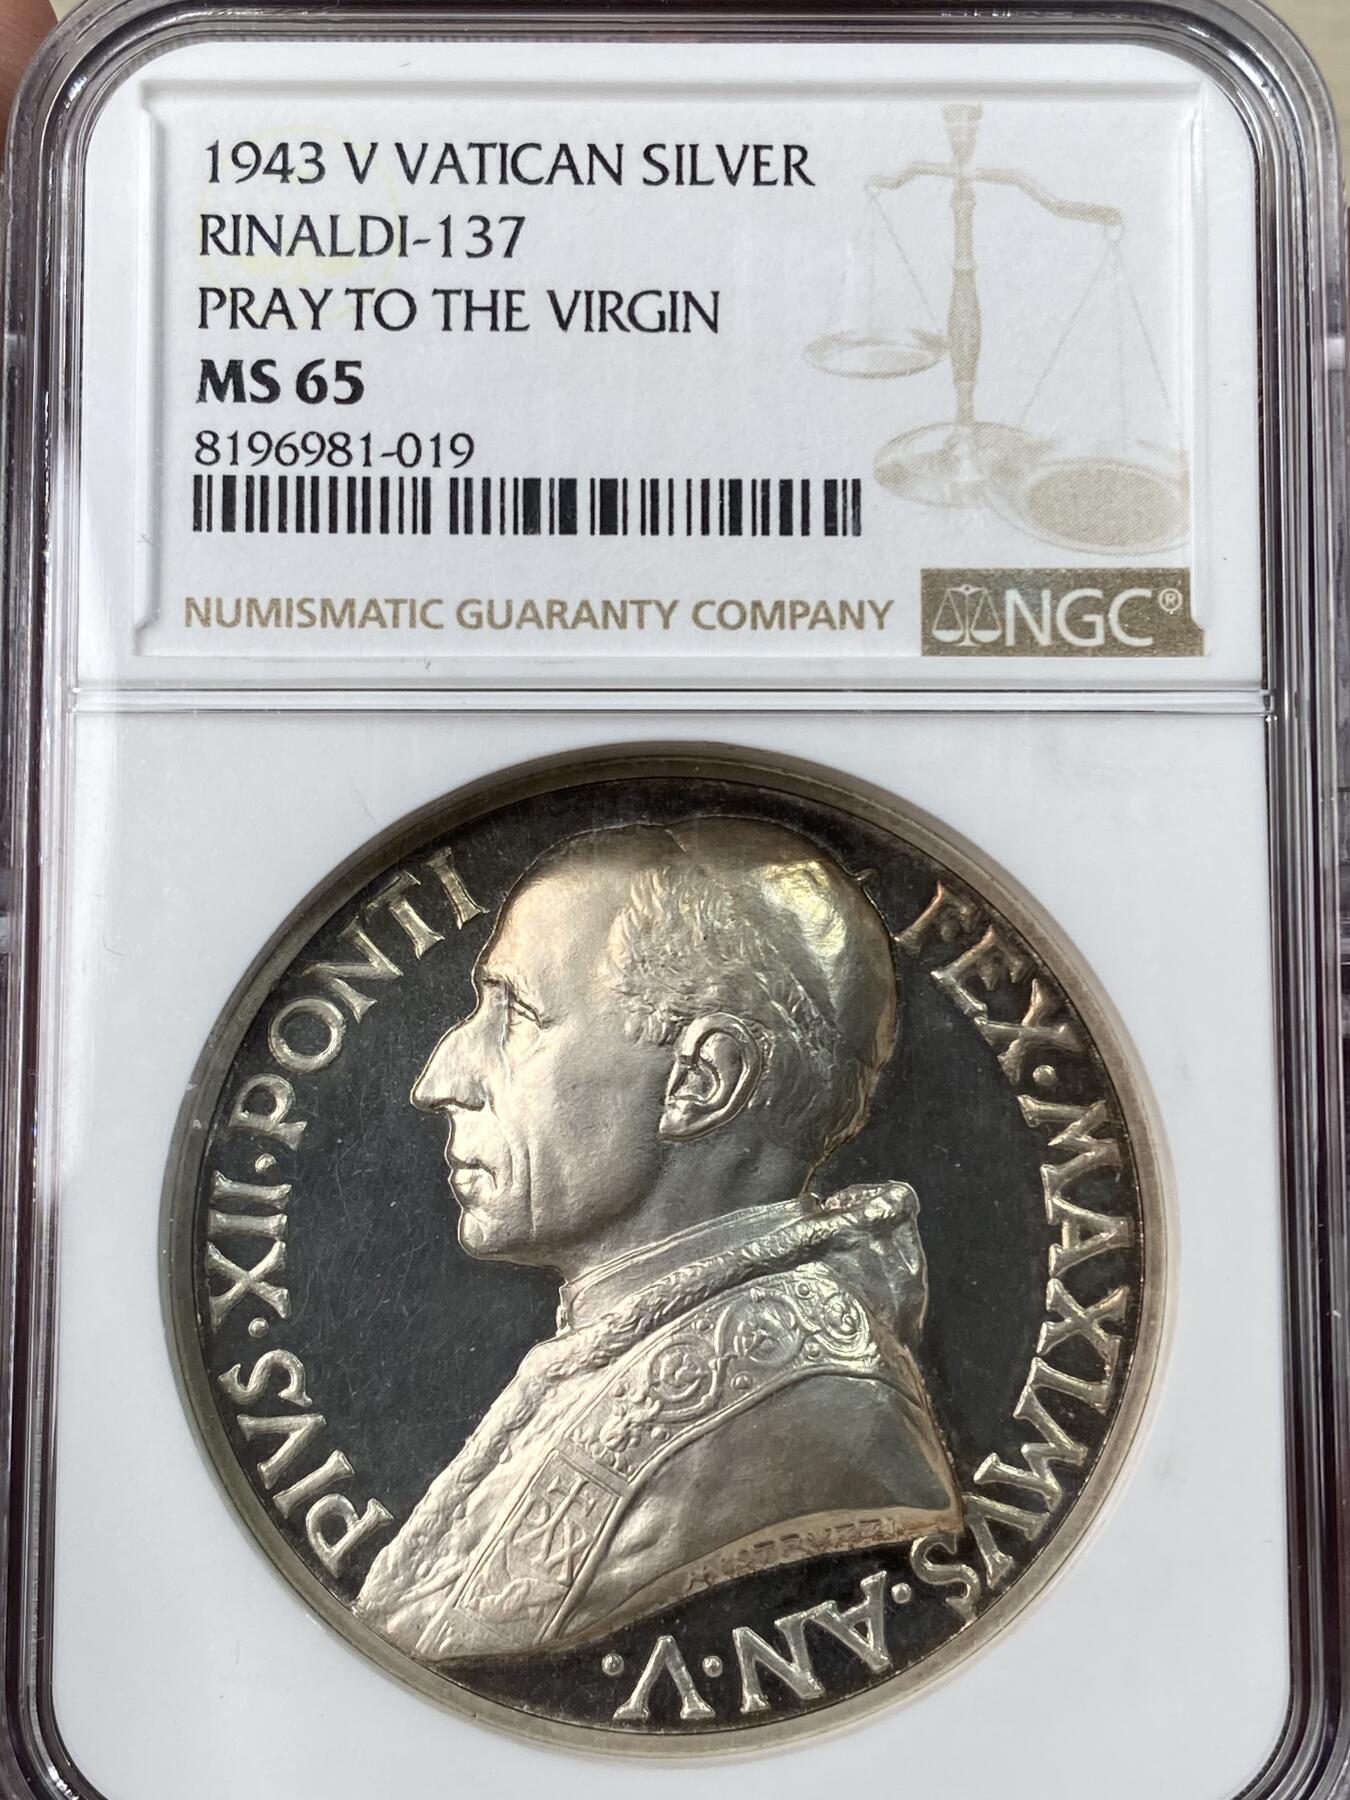 1943 V VATICAN SILVER
RINALDI-137
PRAY TO THE VIRGIN
MS 65
8196981-019
NUMISMATIC GUARANTY COMPANY
NGC®
PIVS·XII·PONTI
FEX·MAXIMVS·AN·V·